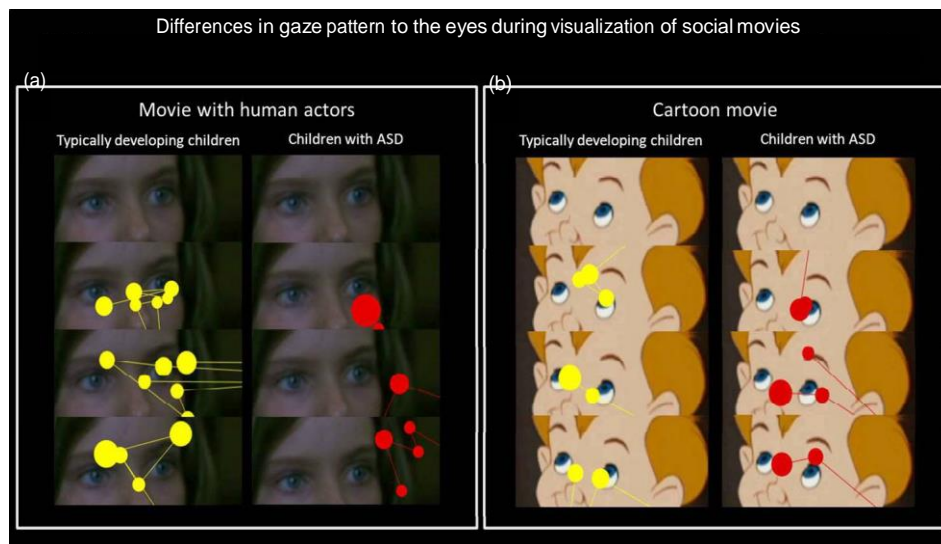 Differences in gaze pattern to the eyes during visualization of social movies
(a)
Movie with human actors
Typically developing children
Children with ASD
(b)
Cartoon movie
Typically developing children
Children with ASD